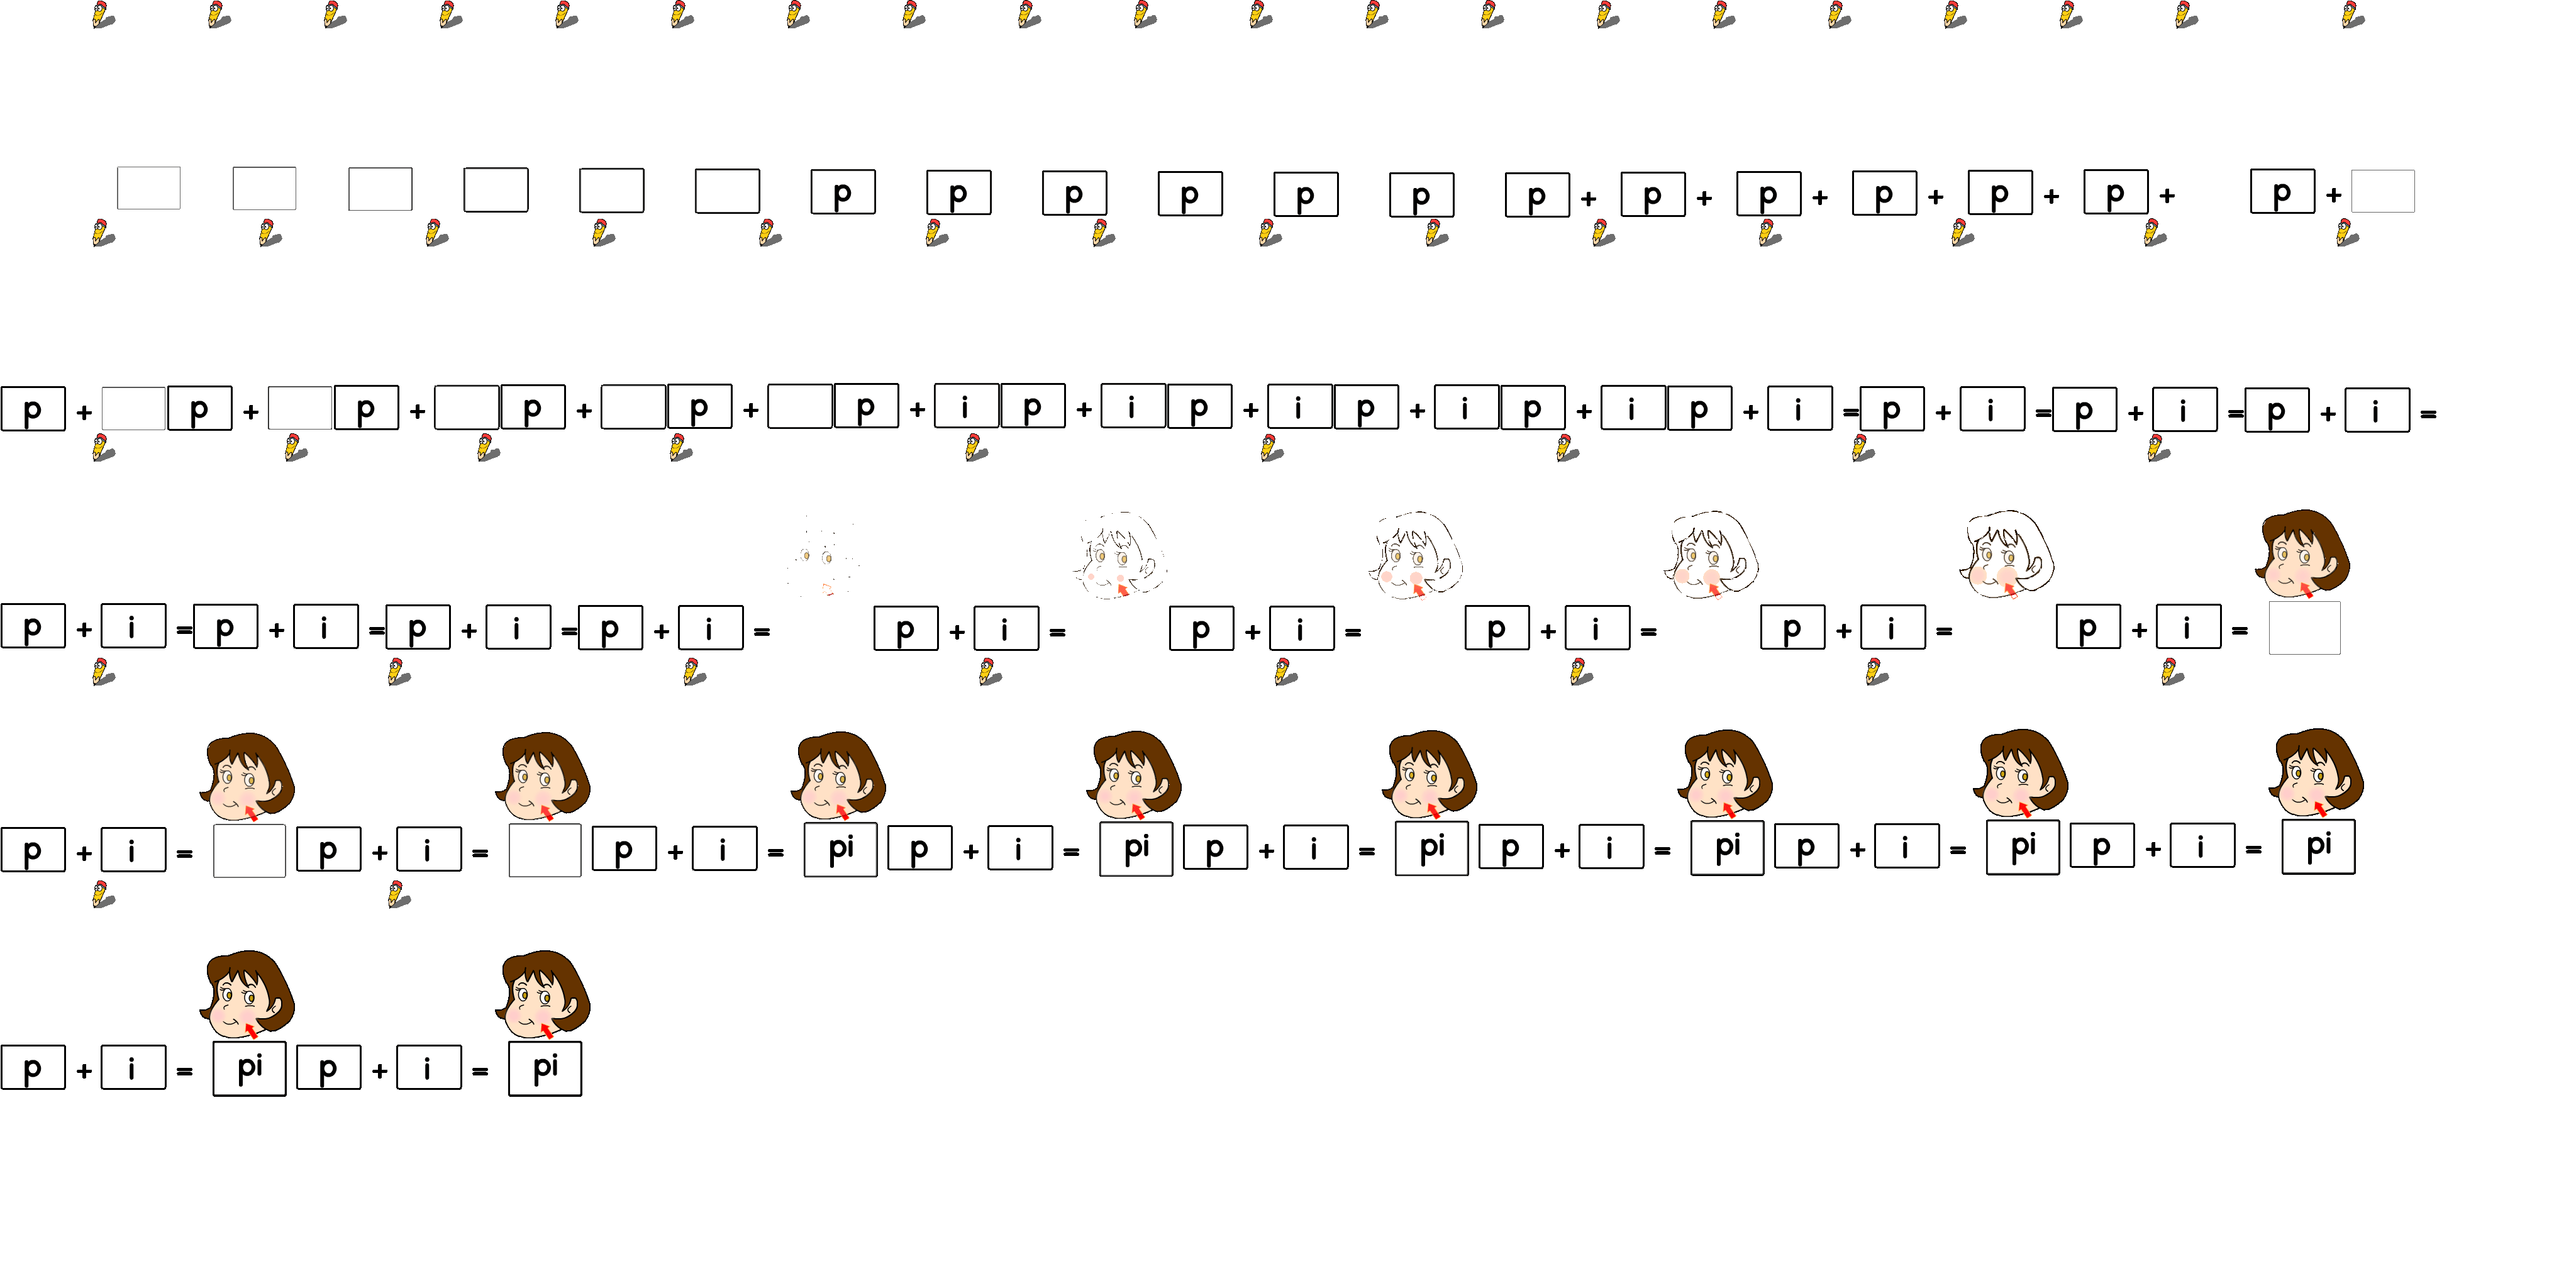 p p p p p p p + p + p + p + p + p + p +
p + p + p + p + p + p + i p + i p + i p + i p + i p + i = p + i = p + i = p + i =
p + i = p + i = p + i = p + i = p + i = p + i = p + i = p + i = p + i =
p + i = p + i = p + i = pi p + i = pi p + i = pi p + i = pi p + i = pi p + i = pi
p + i = pi p + i = pi